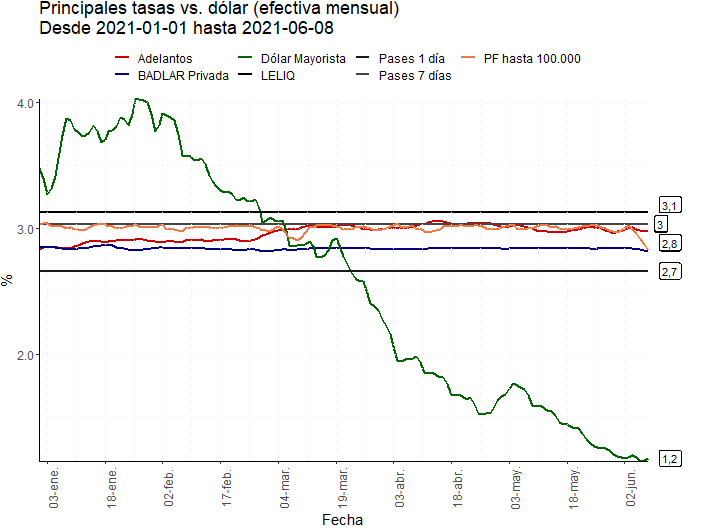 Principales tasas vs. dólar (efectiva mensual)
Desde 2021-01-01 hasta 2021-06-08
Adelantos Dólar Mayorista Pases 1 día PF hasta 100.000
BADLAR Privada LELIQ Pases 7 días
4.0
3.0
2.0
%
3,1
3
2,8
2,7
1,2
03-ene. 18-ene. 02-feb. 17-feb. 04-mar. 19-mar. 03-abr. 18-abr. 03-may. 18-may. 02-jun.
Fecha